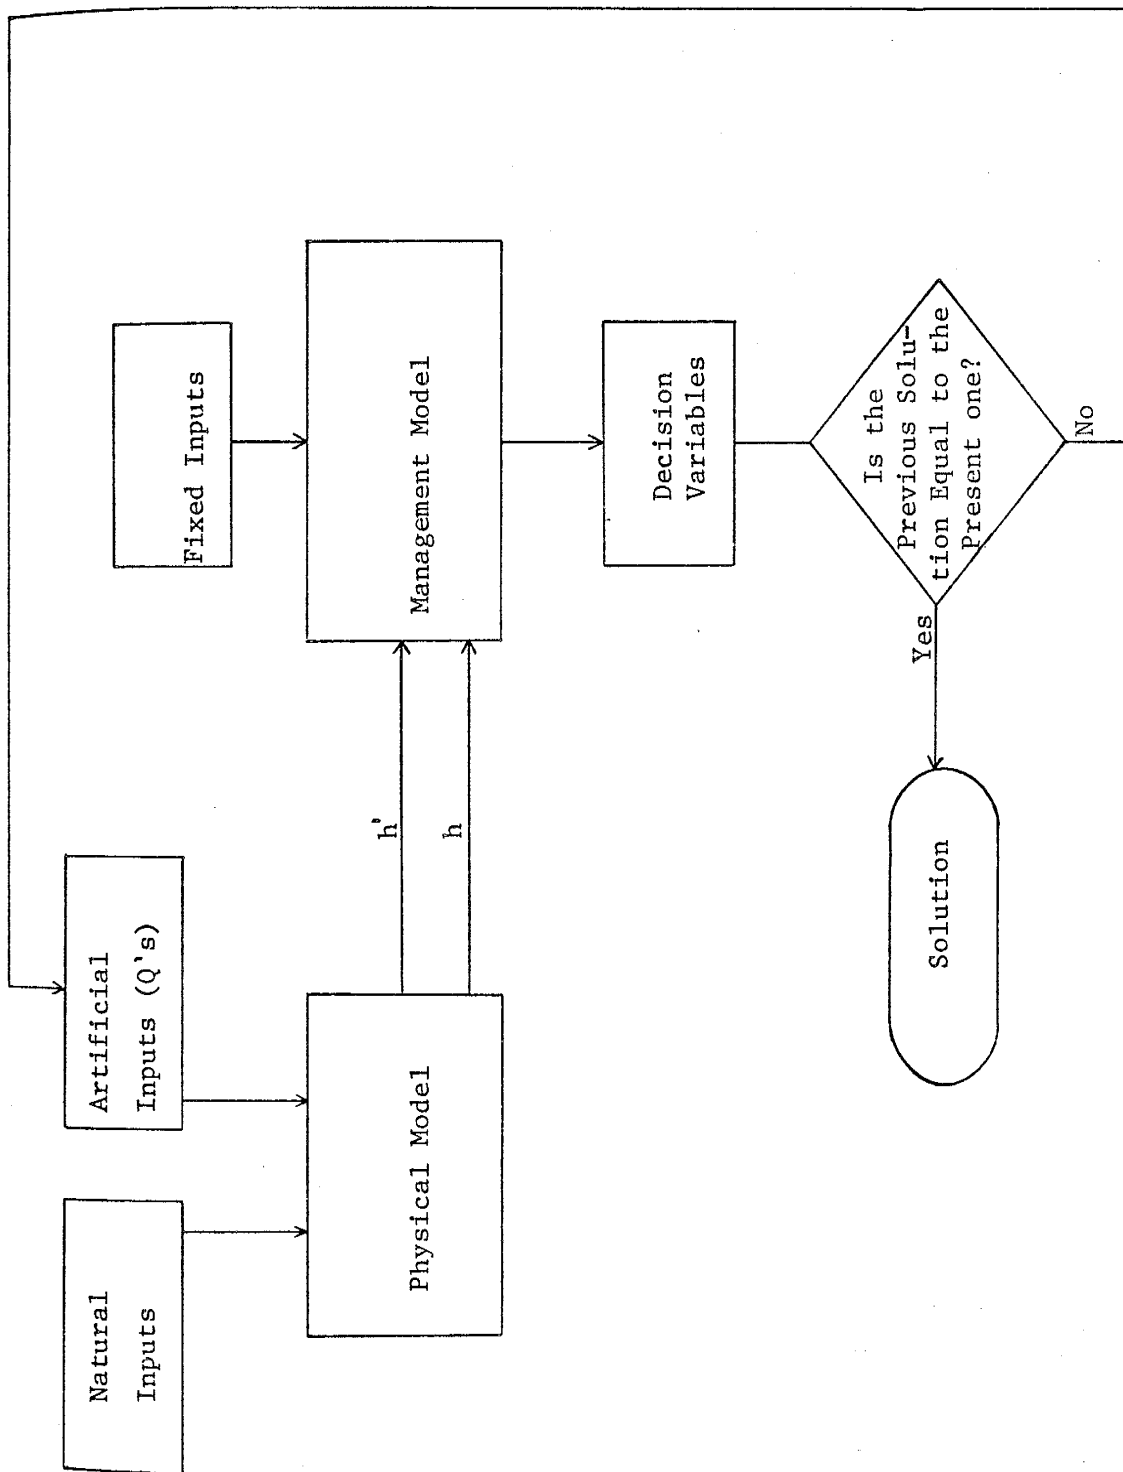 Natural
Inputs
Artificial
Inputs (Q's)
Fixed Inputs
Physical Model
h'
h
Management Model
Decision
Variables
Is the
Previous Solu-
tion Equal to the
Present one?
Yes
No
Solution